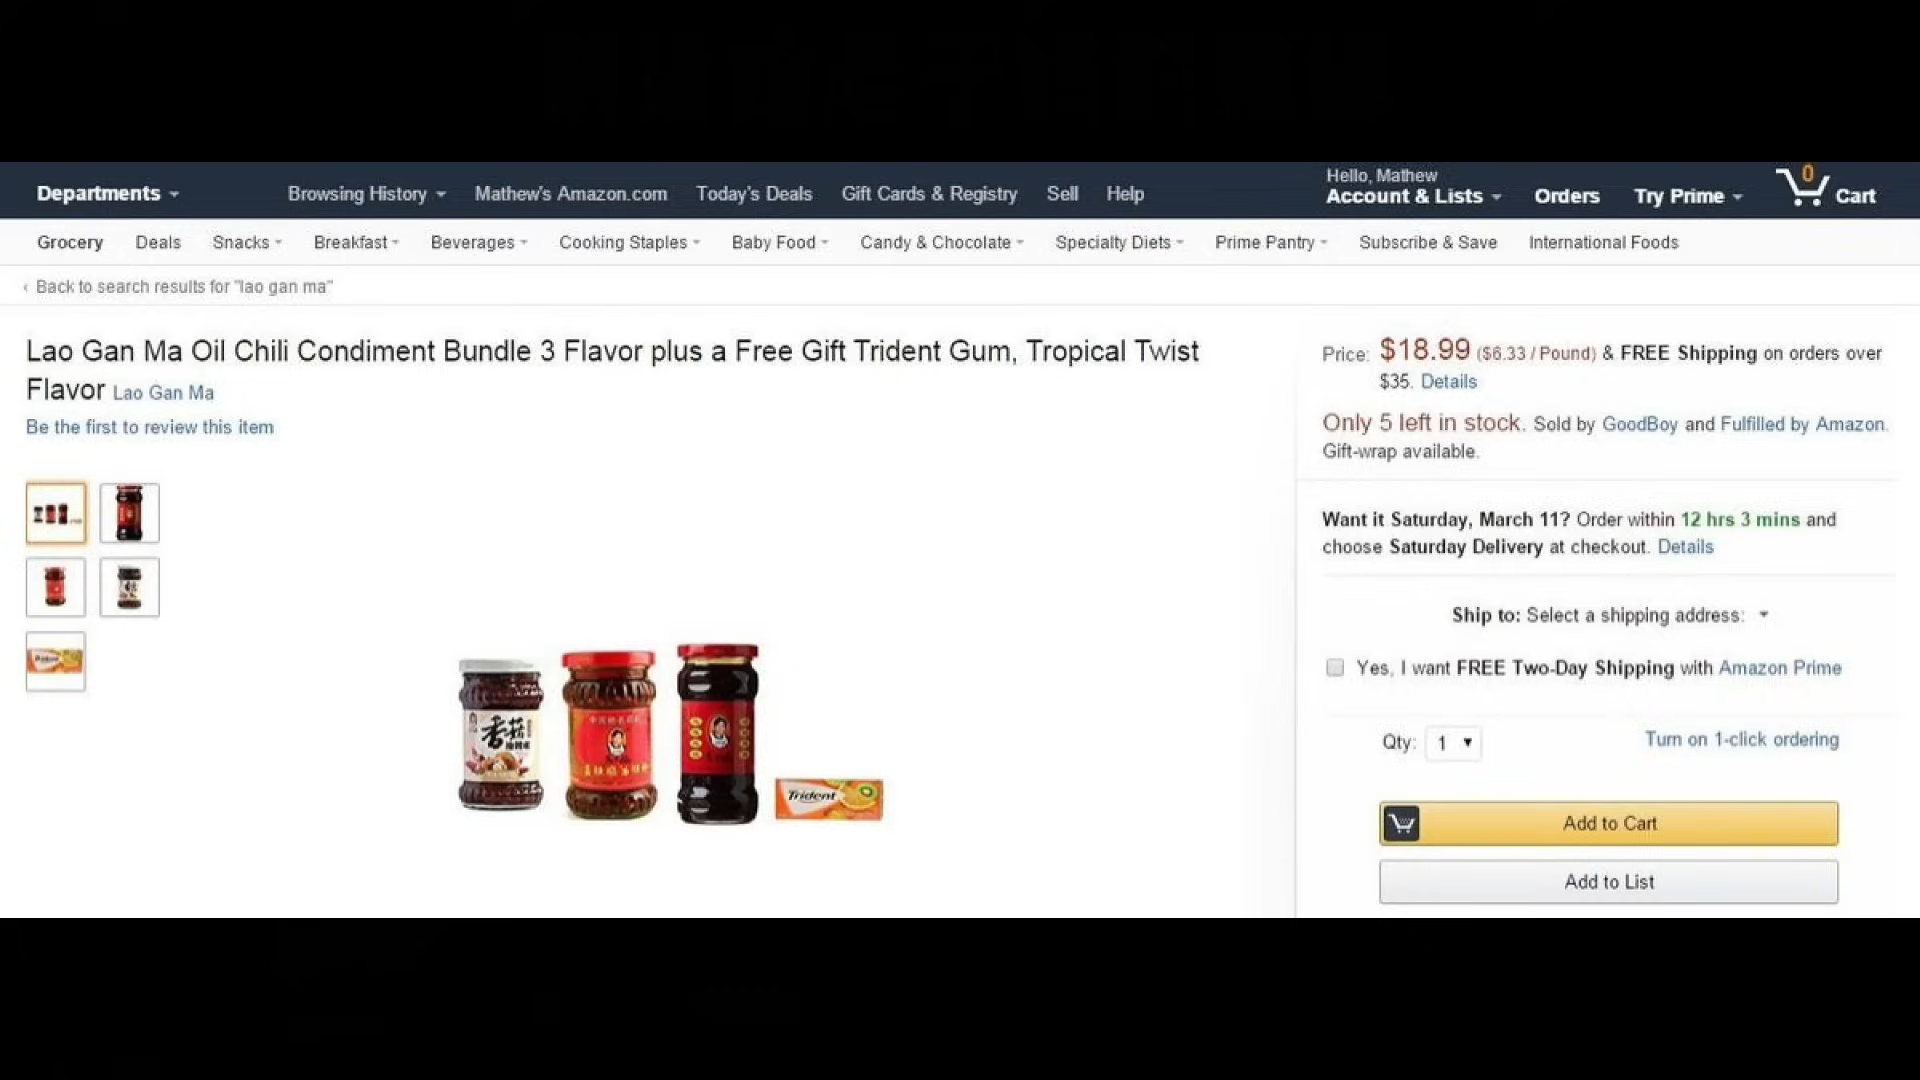 Departments
Browsing History
Mathew's Amazon.com
Today's Deals
Gift Cards & Registry
Sell
Help
Hello, Mathew
Account & Lists
Orders
Try Prime
0
Cart
Grocery
Deals
Snacks
Breakfast
Beverages
Cooking Staples
Baby Food
Candy & Chocolate
Specialty Diets
Prime Pantry
Subscribe & Save
International Foods
‹ Back to search results for "lao gan ma"
Lao Gan Ma Oil Chili Condiment Bundle 3 Flavor plus a Free Gift Trident Gum, Tropical Twist
Flavor Lao Gan Ma
Be the first to review this item
香菇
Trident
Price: $18.99 ($6.33 / Pound) & FREE Shipping on orders over
$35. Details
Only 5 left in stock. Sold by GoodBoy and Fulfilled by Amazon.
Gift-wrap available.
Want it Saturday, March 11? Order within 12 hrs 3 mins and
choose Saturday Delivery at checkout. Details
Ship to: Select a shipping address:
Yes, I want FREE Two-Day Shipping with Amazon Prime
Qty: 1
Turn on 1-click ordering
Add to Cart
Add to List